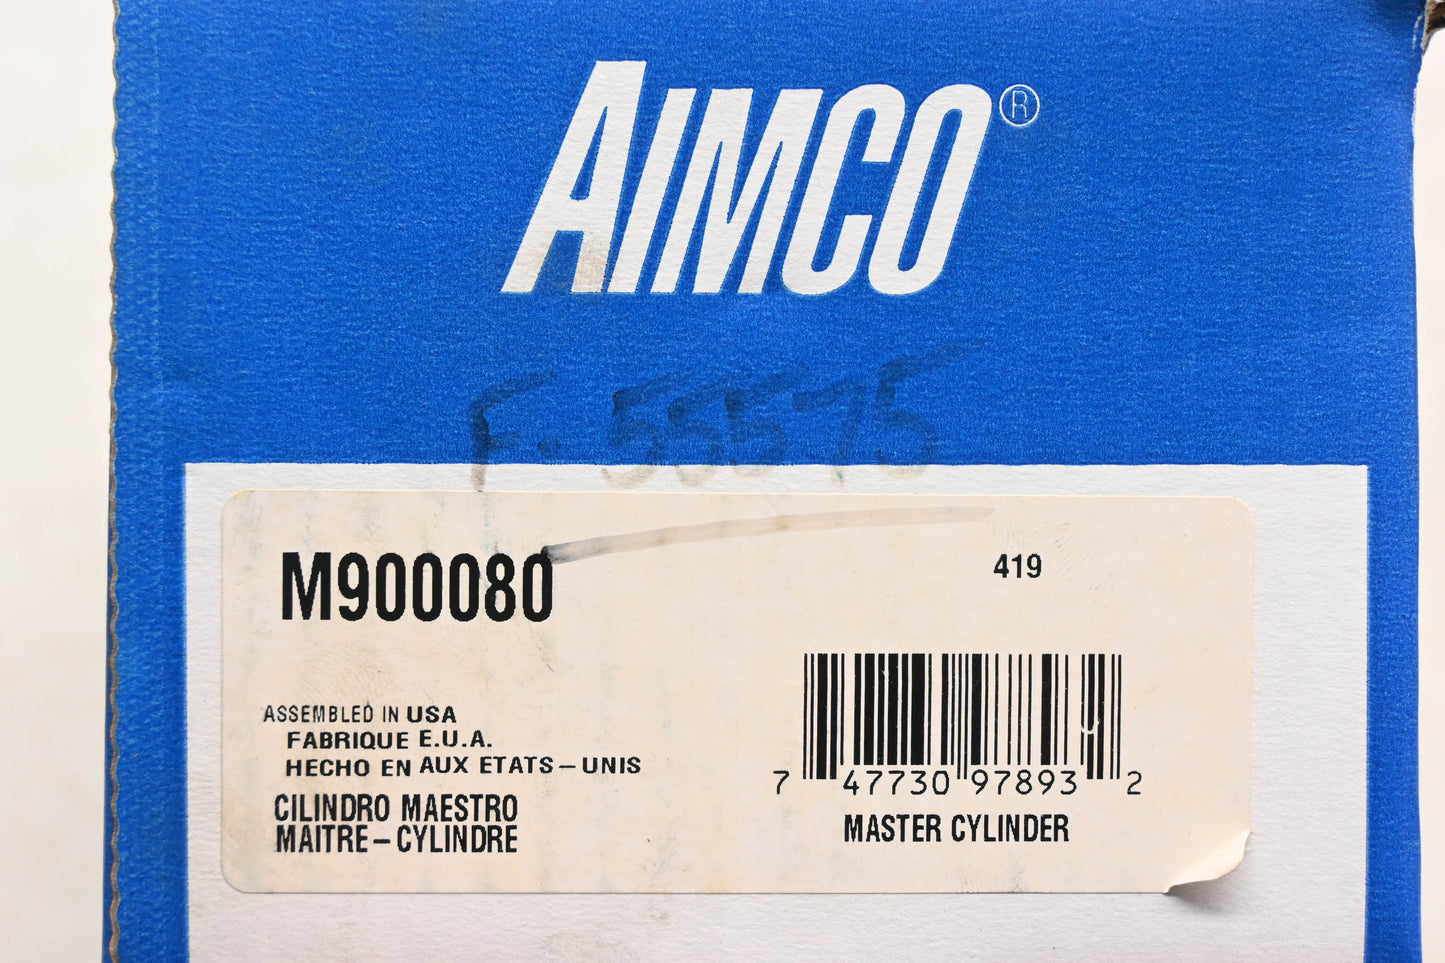 AIMCO®
F-55575
M900080
419
ASSEMBLED IN USA
FABRIQUE E.U.A.
HECHO EN AUX ETATS-UNIS
CILINDRO MAESTRO
MAITRE-CYLINDRE
7 47730 97893 2
MASTER CYLINDER